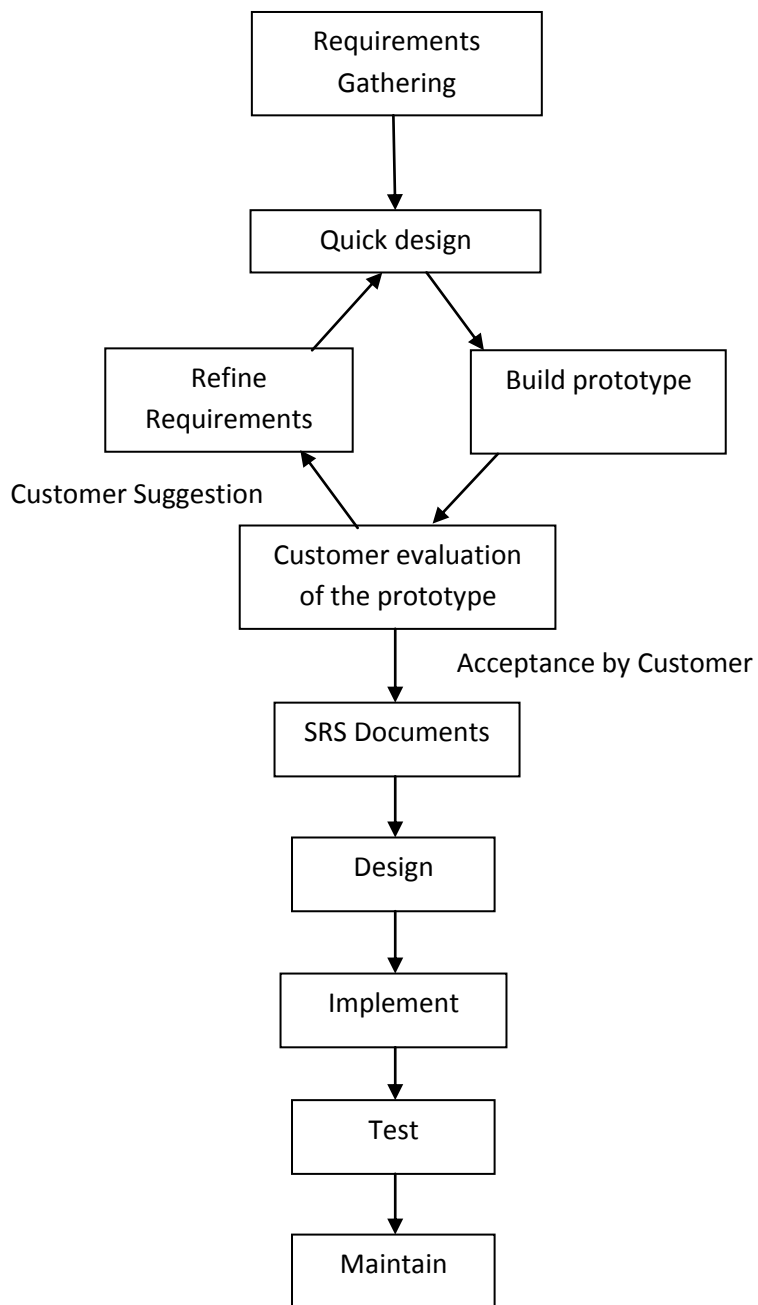 Requirements
Gathering
Quick design
Refine
Requirements
Build prototype
Customer Suggestion
Customer evaluation
of the prototype
Acceptance by Customer
SRS Documents
Design
Implement
Test
Maintain